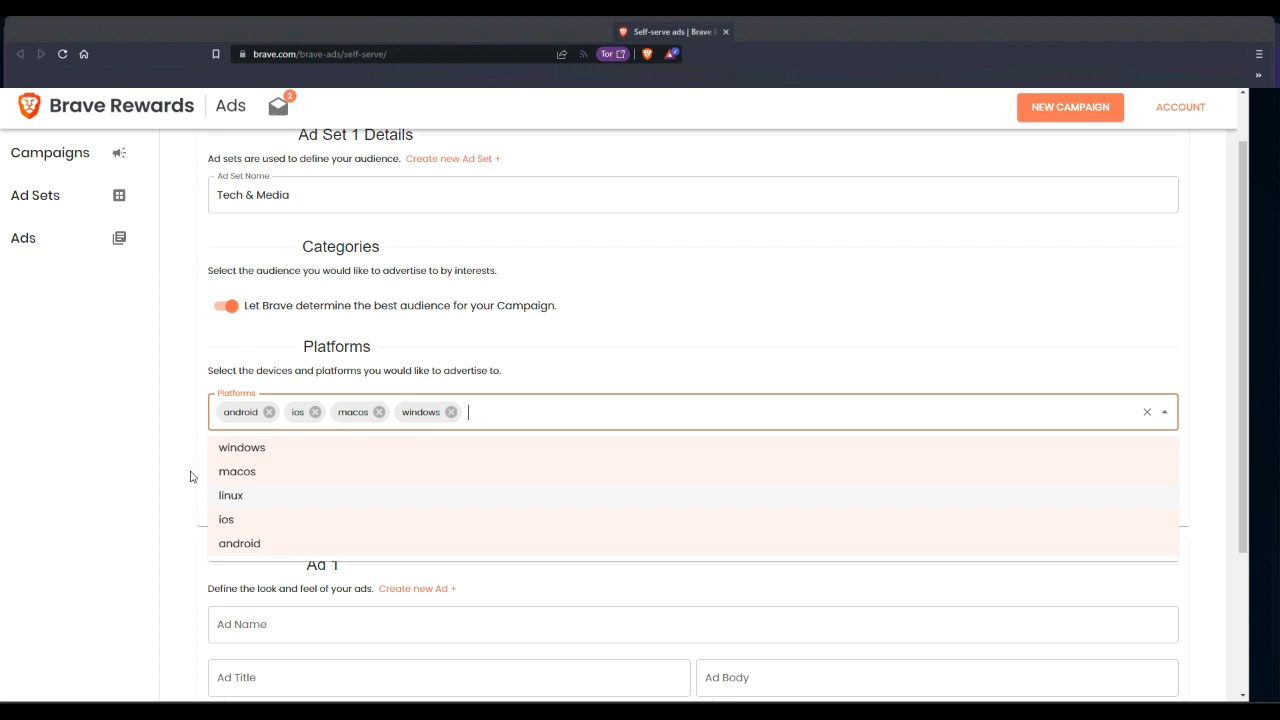 Self-serve ads | Brave
brave.com/brave-ads/self-serve/
Tor
»
Brave Rewards
Ads
2
NEW CAMPAIGN
ACCOUNT
Campaigns
Ad Sets
Ads
Ad Set 1 Details
Ad sets are used to define your audience. Create new Ad Set +
Ad Set Name
Tech & Media
Categories
Select the audience you would like to advertise to by interests.
Let Brave determine the best audience for your Campaign.
Platforms
Select the devices and platforms you would like to advertise to.
Platforms
android ios macos windows
windows
macos
linux
ios
android
Ad 1
Define the look and feel of your ads. Create new Ad +
Ad Name
Ad Title
Ad Body